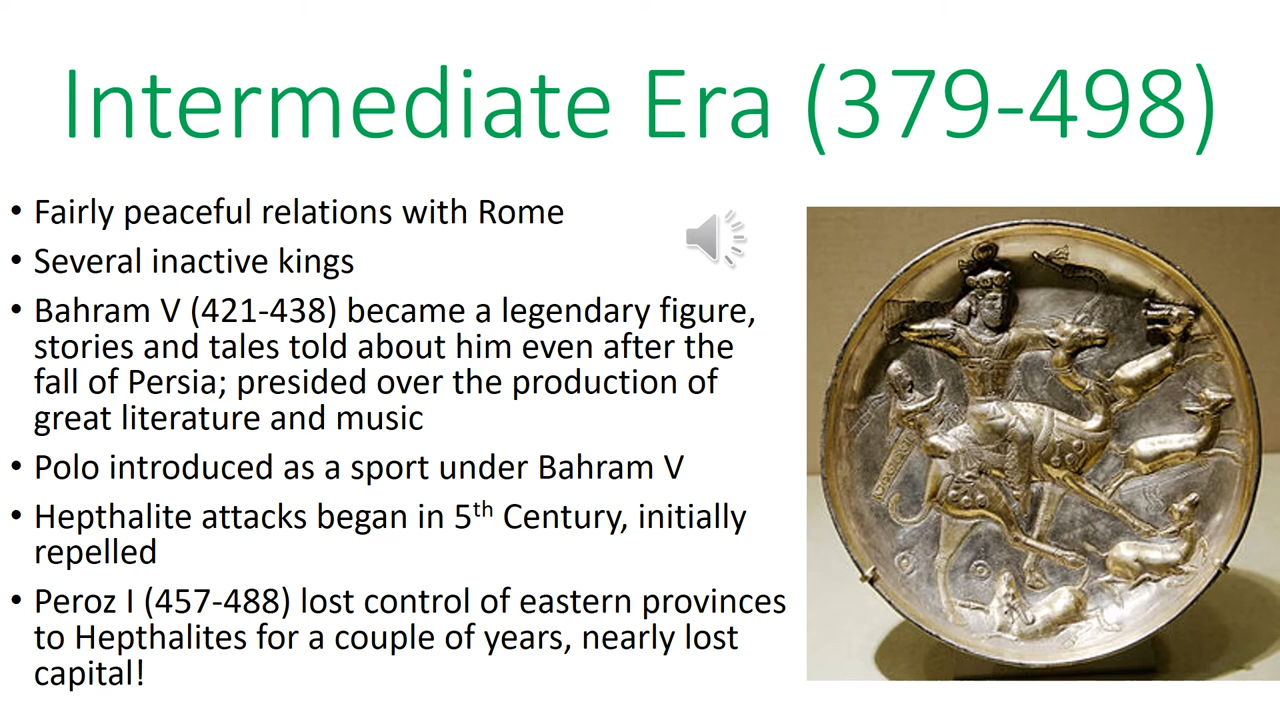 Intermediate Era (379-498)
• Fairly peaceful relations with Rome
• Several inactive kings
• Bahram V (421-438) became a legendary figure,
stories and tales told about him even after the
fall of Persia; presided over the production of
great literature and music
• Polo introduced as a sport under Bahram V
• Hepthalite attacks began in 5th Century, initially
repelled
• Peroz I (457-488) lost control of eastern provinces
to Hepthalites for a couple of years, nearly lost
capital!